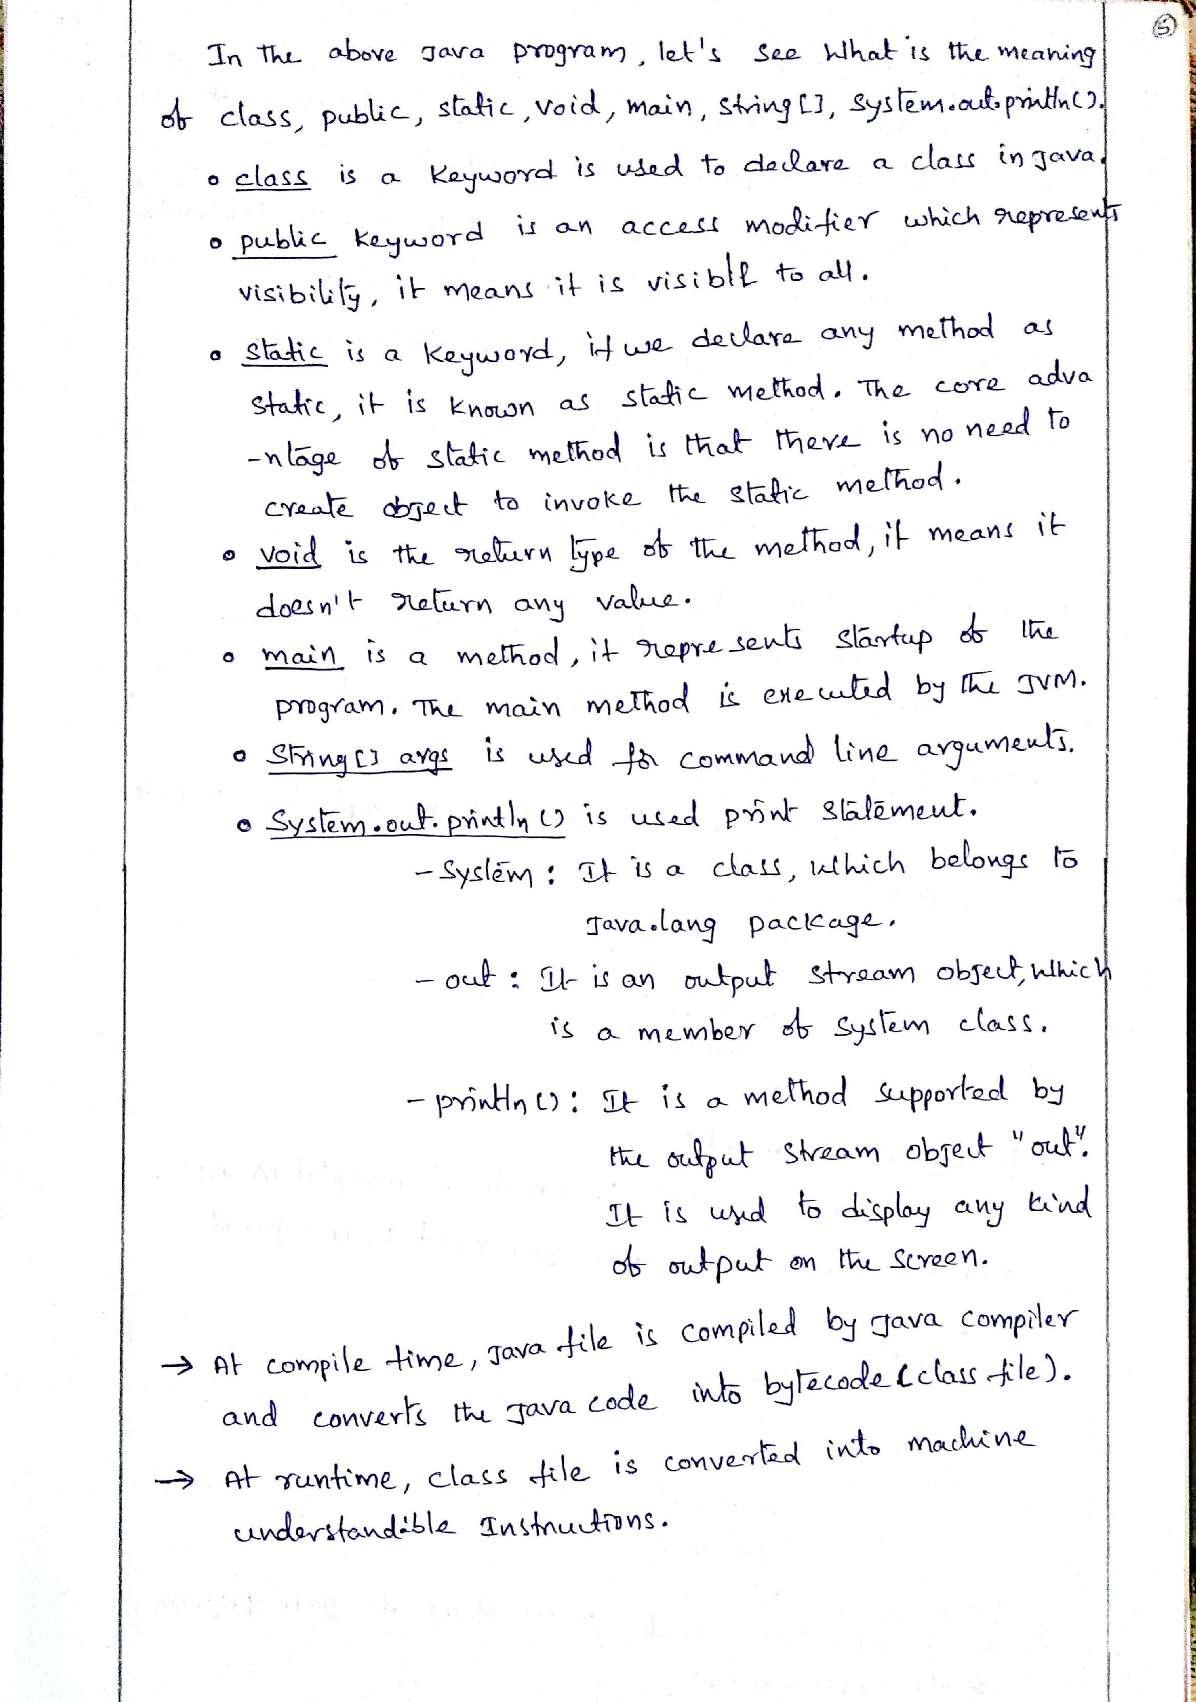 5
In the above Java program, let's see What is the meaning
of class, public, static, void, main, string[], system.out.println().
o class is a keyword is used to declare a class in Java.
o public keyword is an access modifier which represents
visibility, it means it is visible to all.
o static is a keyword, if we declare any method as
static, it is known as static method. The core adva
-ntage of static method is that there is no need to
create object to invoke the static method.
o void is the return type of the method, it means it
doesn't return any value.
o main is a method, it represents startup of the
program. The main method is executed by the JVM.
o String[] args is used for command line arguments.
o System.out.println() is used print statement.
- System : It is a class, which belongs to
Java.lang package.
- out : It is an output stream object, which
is a member of System class.
- println() : It is a method supported by
the output stream object "out".
It is used to display any kind
of output on the screen.
→ At compile time, Java file is compiled by Java compiler
and converts the Java code into bytecode (class file).
→ At runtime, class file is converted into machine
understandable Instructions.